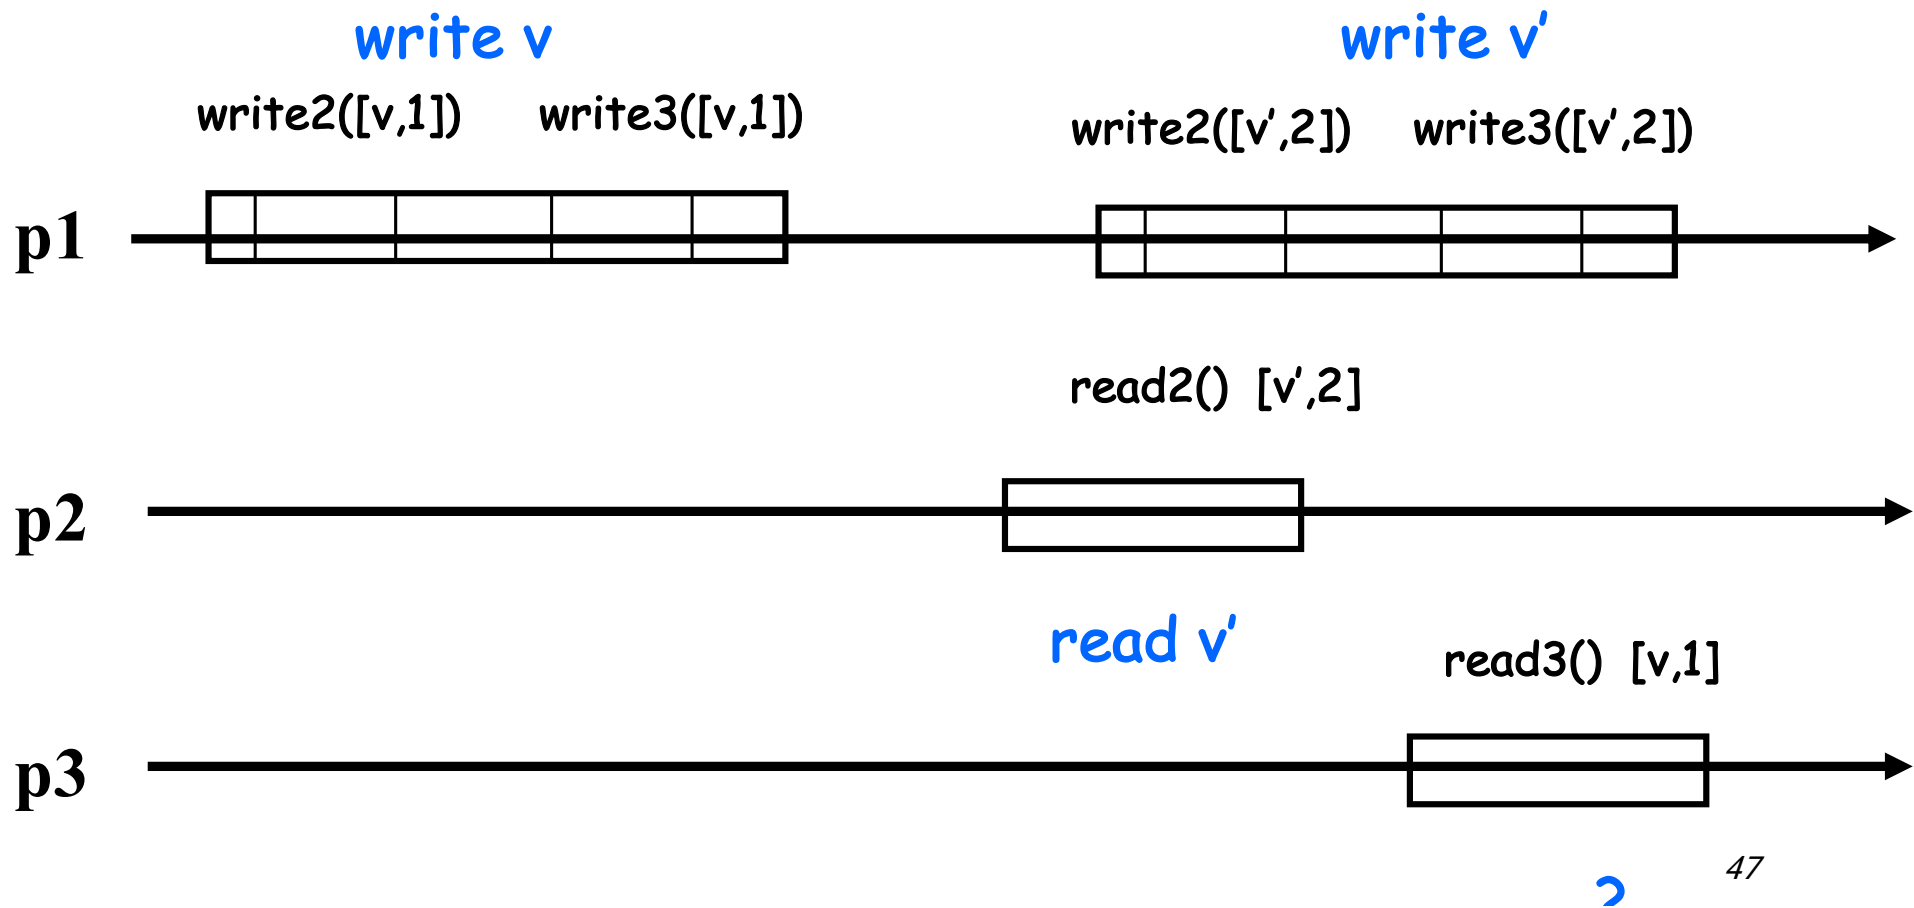 write v write v’
write2([v,1]) write3([v,1]) write2([v’,2]) write3([v’,2])
p1
read2() [v’,2]
p2
read v’
read3() [v,1]
p3
47
?